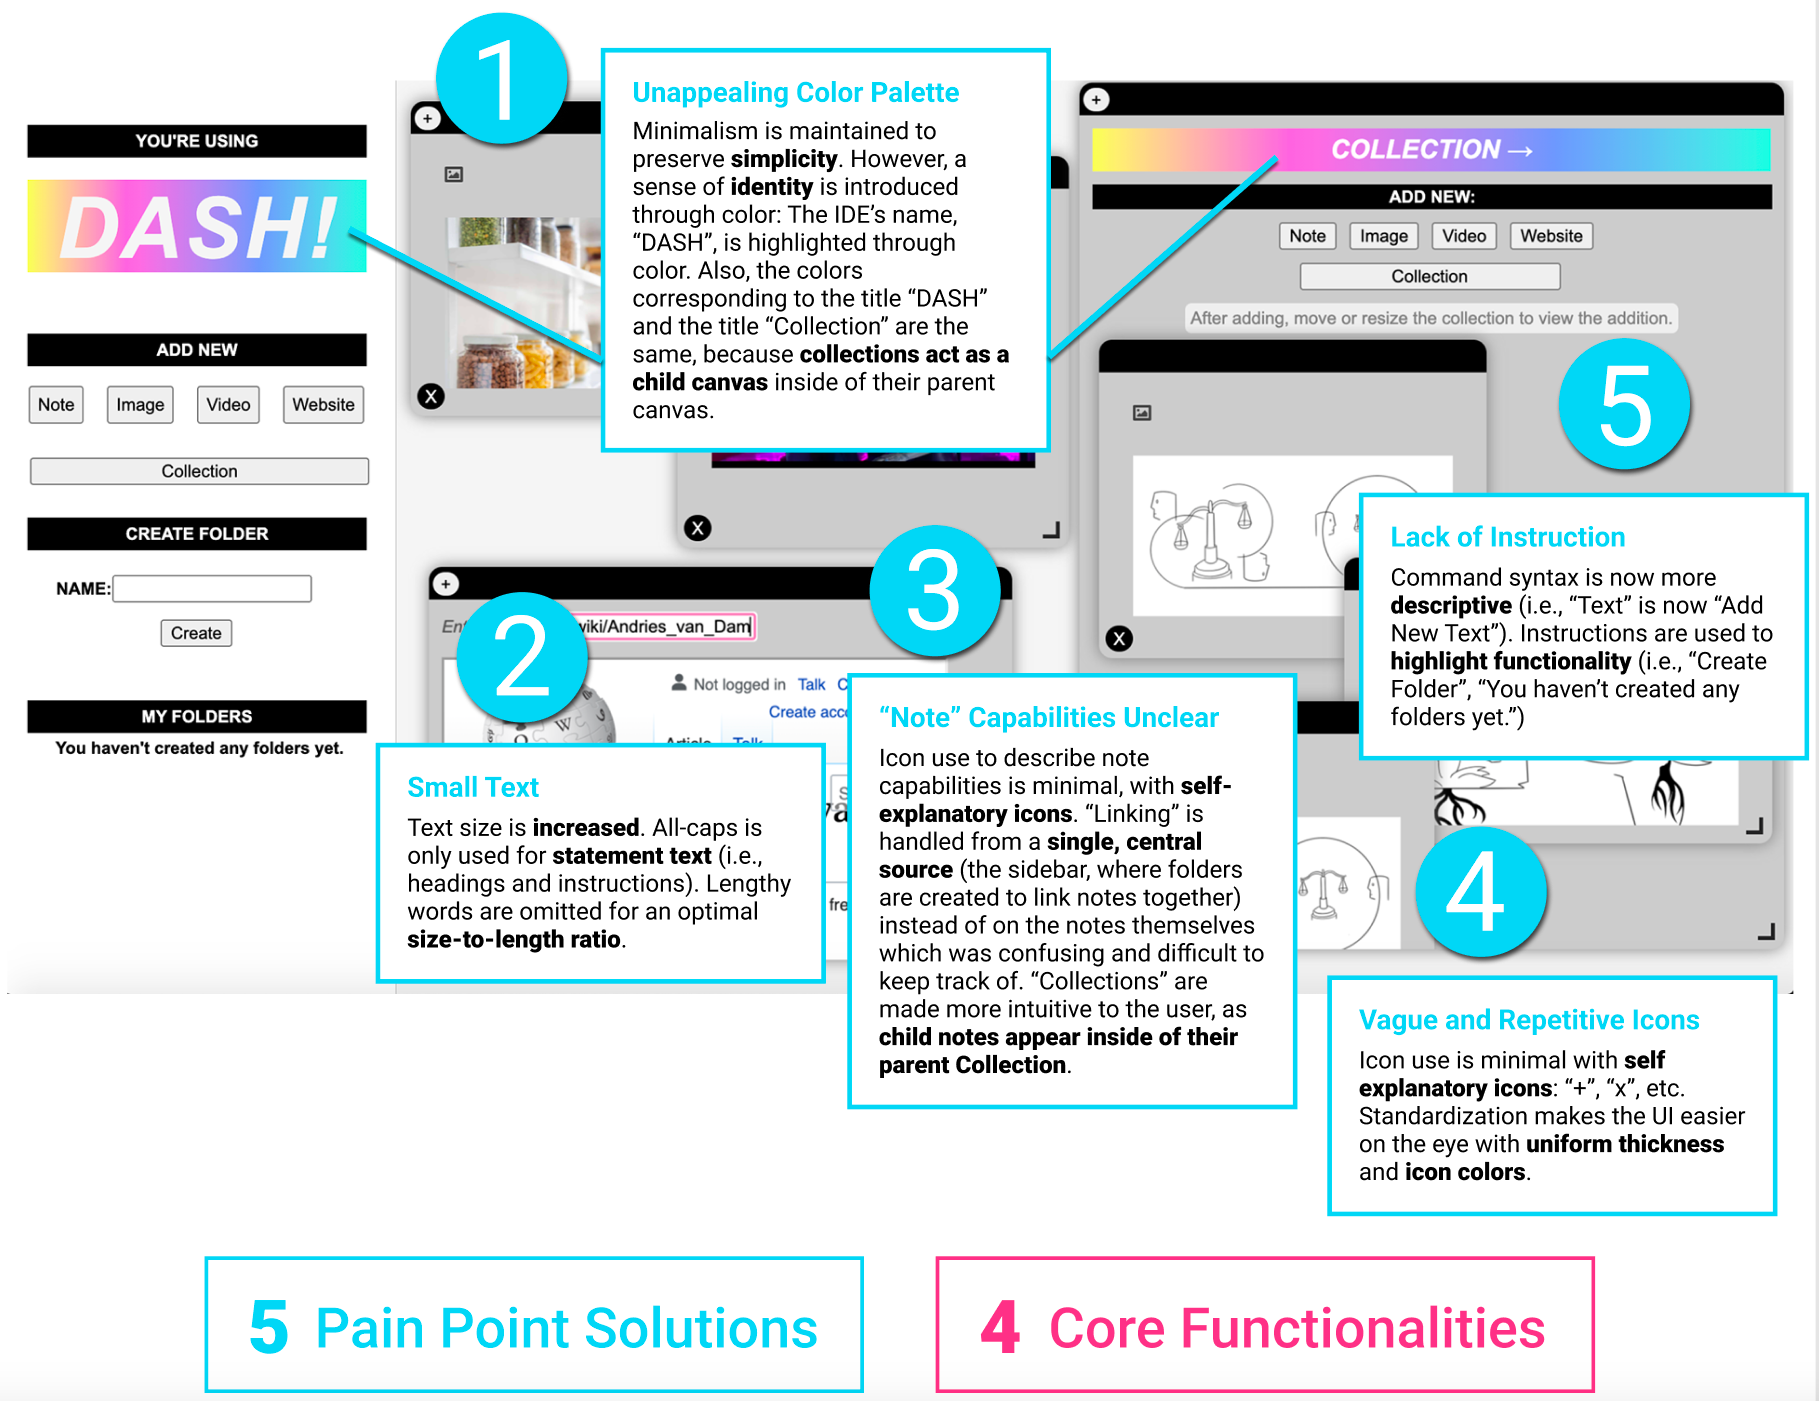 YOU'RE USING
DASH!
ADD NEW
Note
Image
Video
Website
Collection
CREATE FOLDER
NAME:
Create
MY FOLDERS
You haven't created any folders yet.
1
+
X
Unappealing Color Palette
Minimalism is maintained to
preserve simplicity. However, a
sense of identity is introduced
through color: The IDE’s name,
“DASH”, is highlighted through
color. Also, the colors
corresponding to the title “DASH”
and the title “Collection” are the
same, because collections act as a
child canvas inside of their parent
canvas.
X
+
COLLECTION →
ADD NEW:
Note
Image
Video
Website
Collection
After adding, move or resize the collection to view the addition.
X
5
Lack of Instruction
Command syntax is now more
descriptive (i.e., “Text” is now “Add
New Text”). Instructions are used to
highlight functionality (i.e., “Create
Folder”, “You haven’t created any
folders yet.”)
+
wiki/Andries_van_Dam
Not logged in
Talk
Create
W
2
Small Text
Text size is increased. All-caps is
only used for statement text (i.e.,
headings and instructions). Lengthy
words are omitted for an optimal
size-to-length ratio.
3
“Note” Capabilities Unclear
Icon use to describe note
capabilities is minimal, with self-
explanatory icons. “Linking” is
handled from a single, central
source (the sidebar, where folders
are created to link notes together)
instead of on the notes themselves
which was confusing and difficult to
keep track of. “Collections” are
made more intuitive to the user, as
child notes appear inside of their
parent Collection.
4
Vague and Repetitive Icons
Icon use is minimal with self
explanatory icons: “+”, “x”, etc.
Standardization makes the UI easier
on the eye with uniform thickness
and icon colors.
5 Pain Point Solutions
4 Core Functionalities